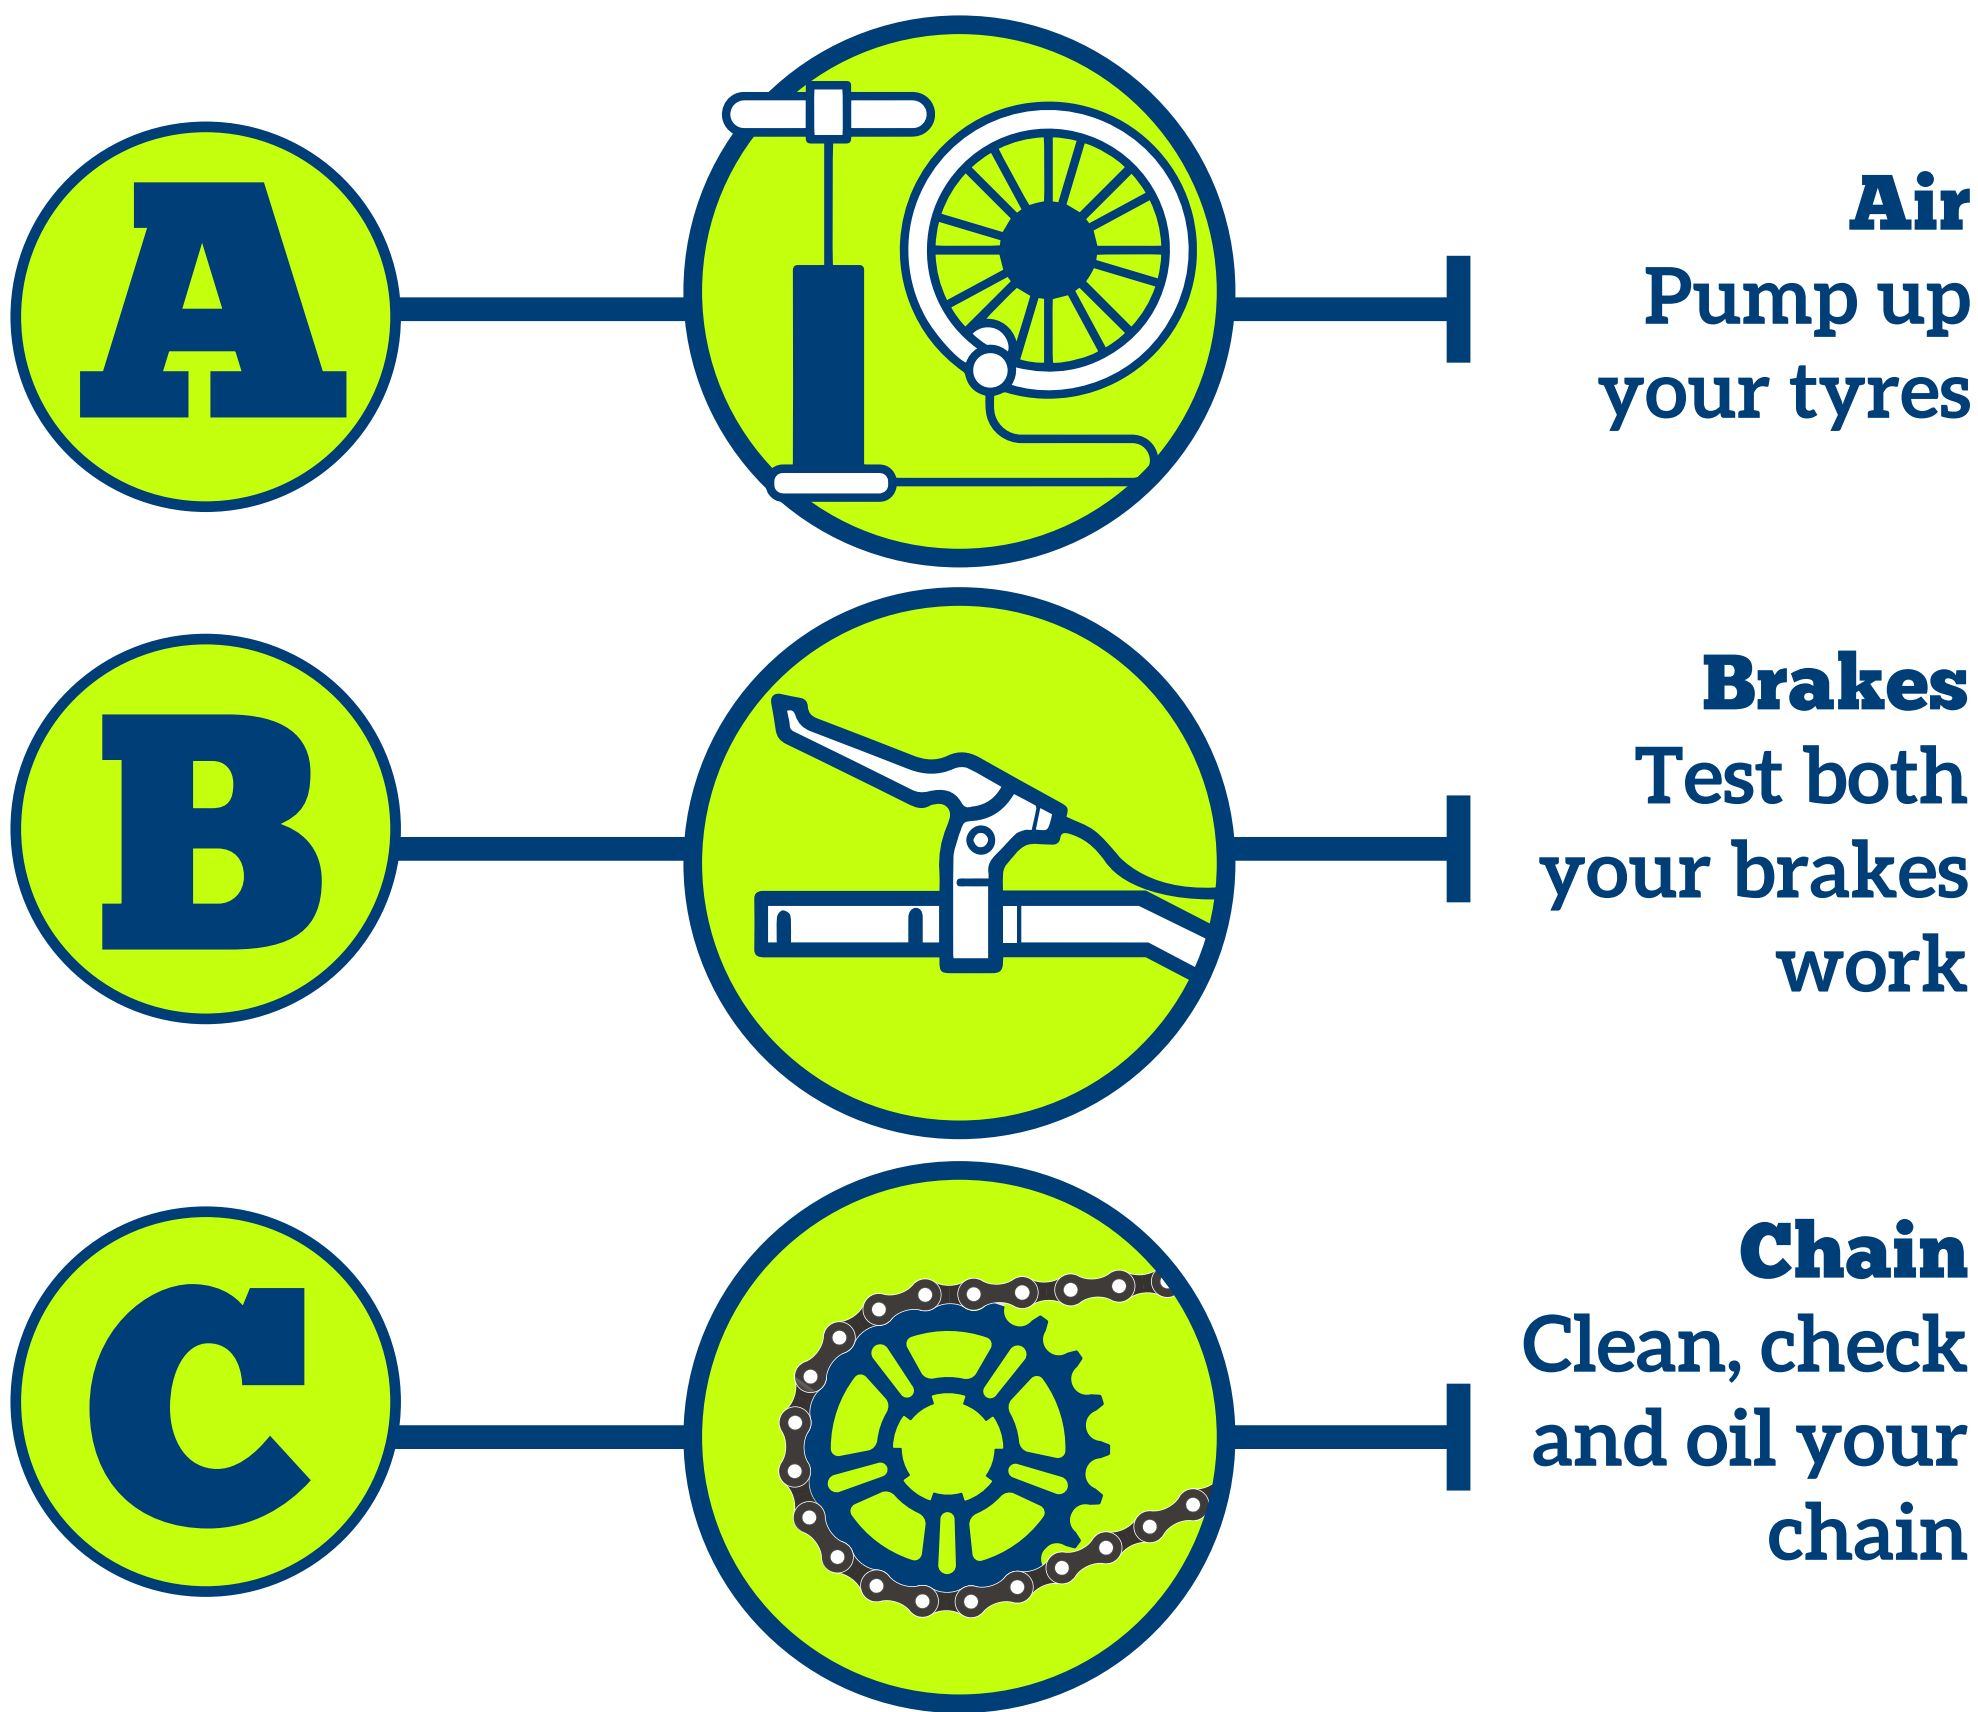 A
Air
Pump up
your tyres
B
Brakes
Test both
your brakes
work
C
Chain
Clean, check
and oil your
chain